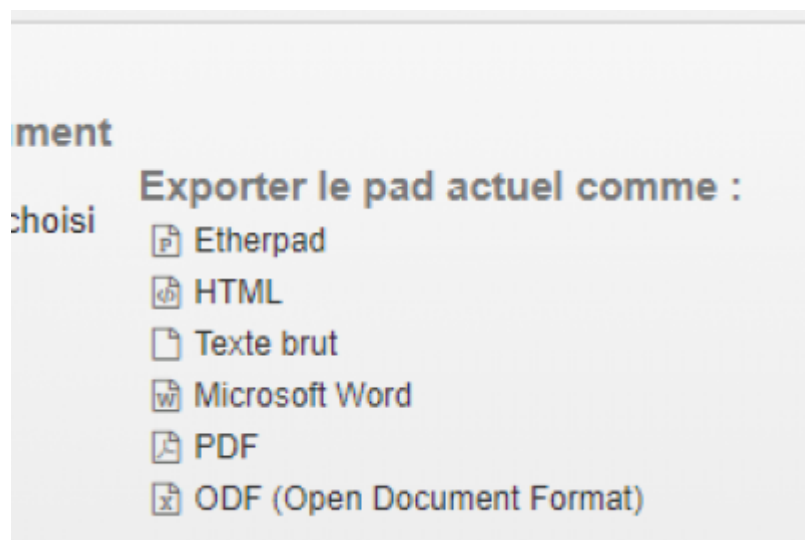 ment
Exporter le pad actuel comme :
choisi
Etherpad
HTML
Texte brut
Microsoft Word
PDF
ODF (Open Document Format)